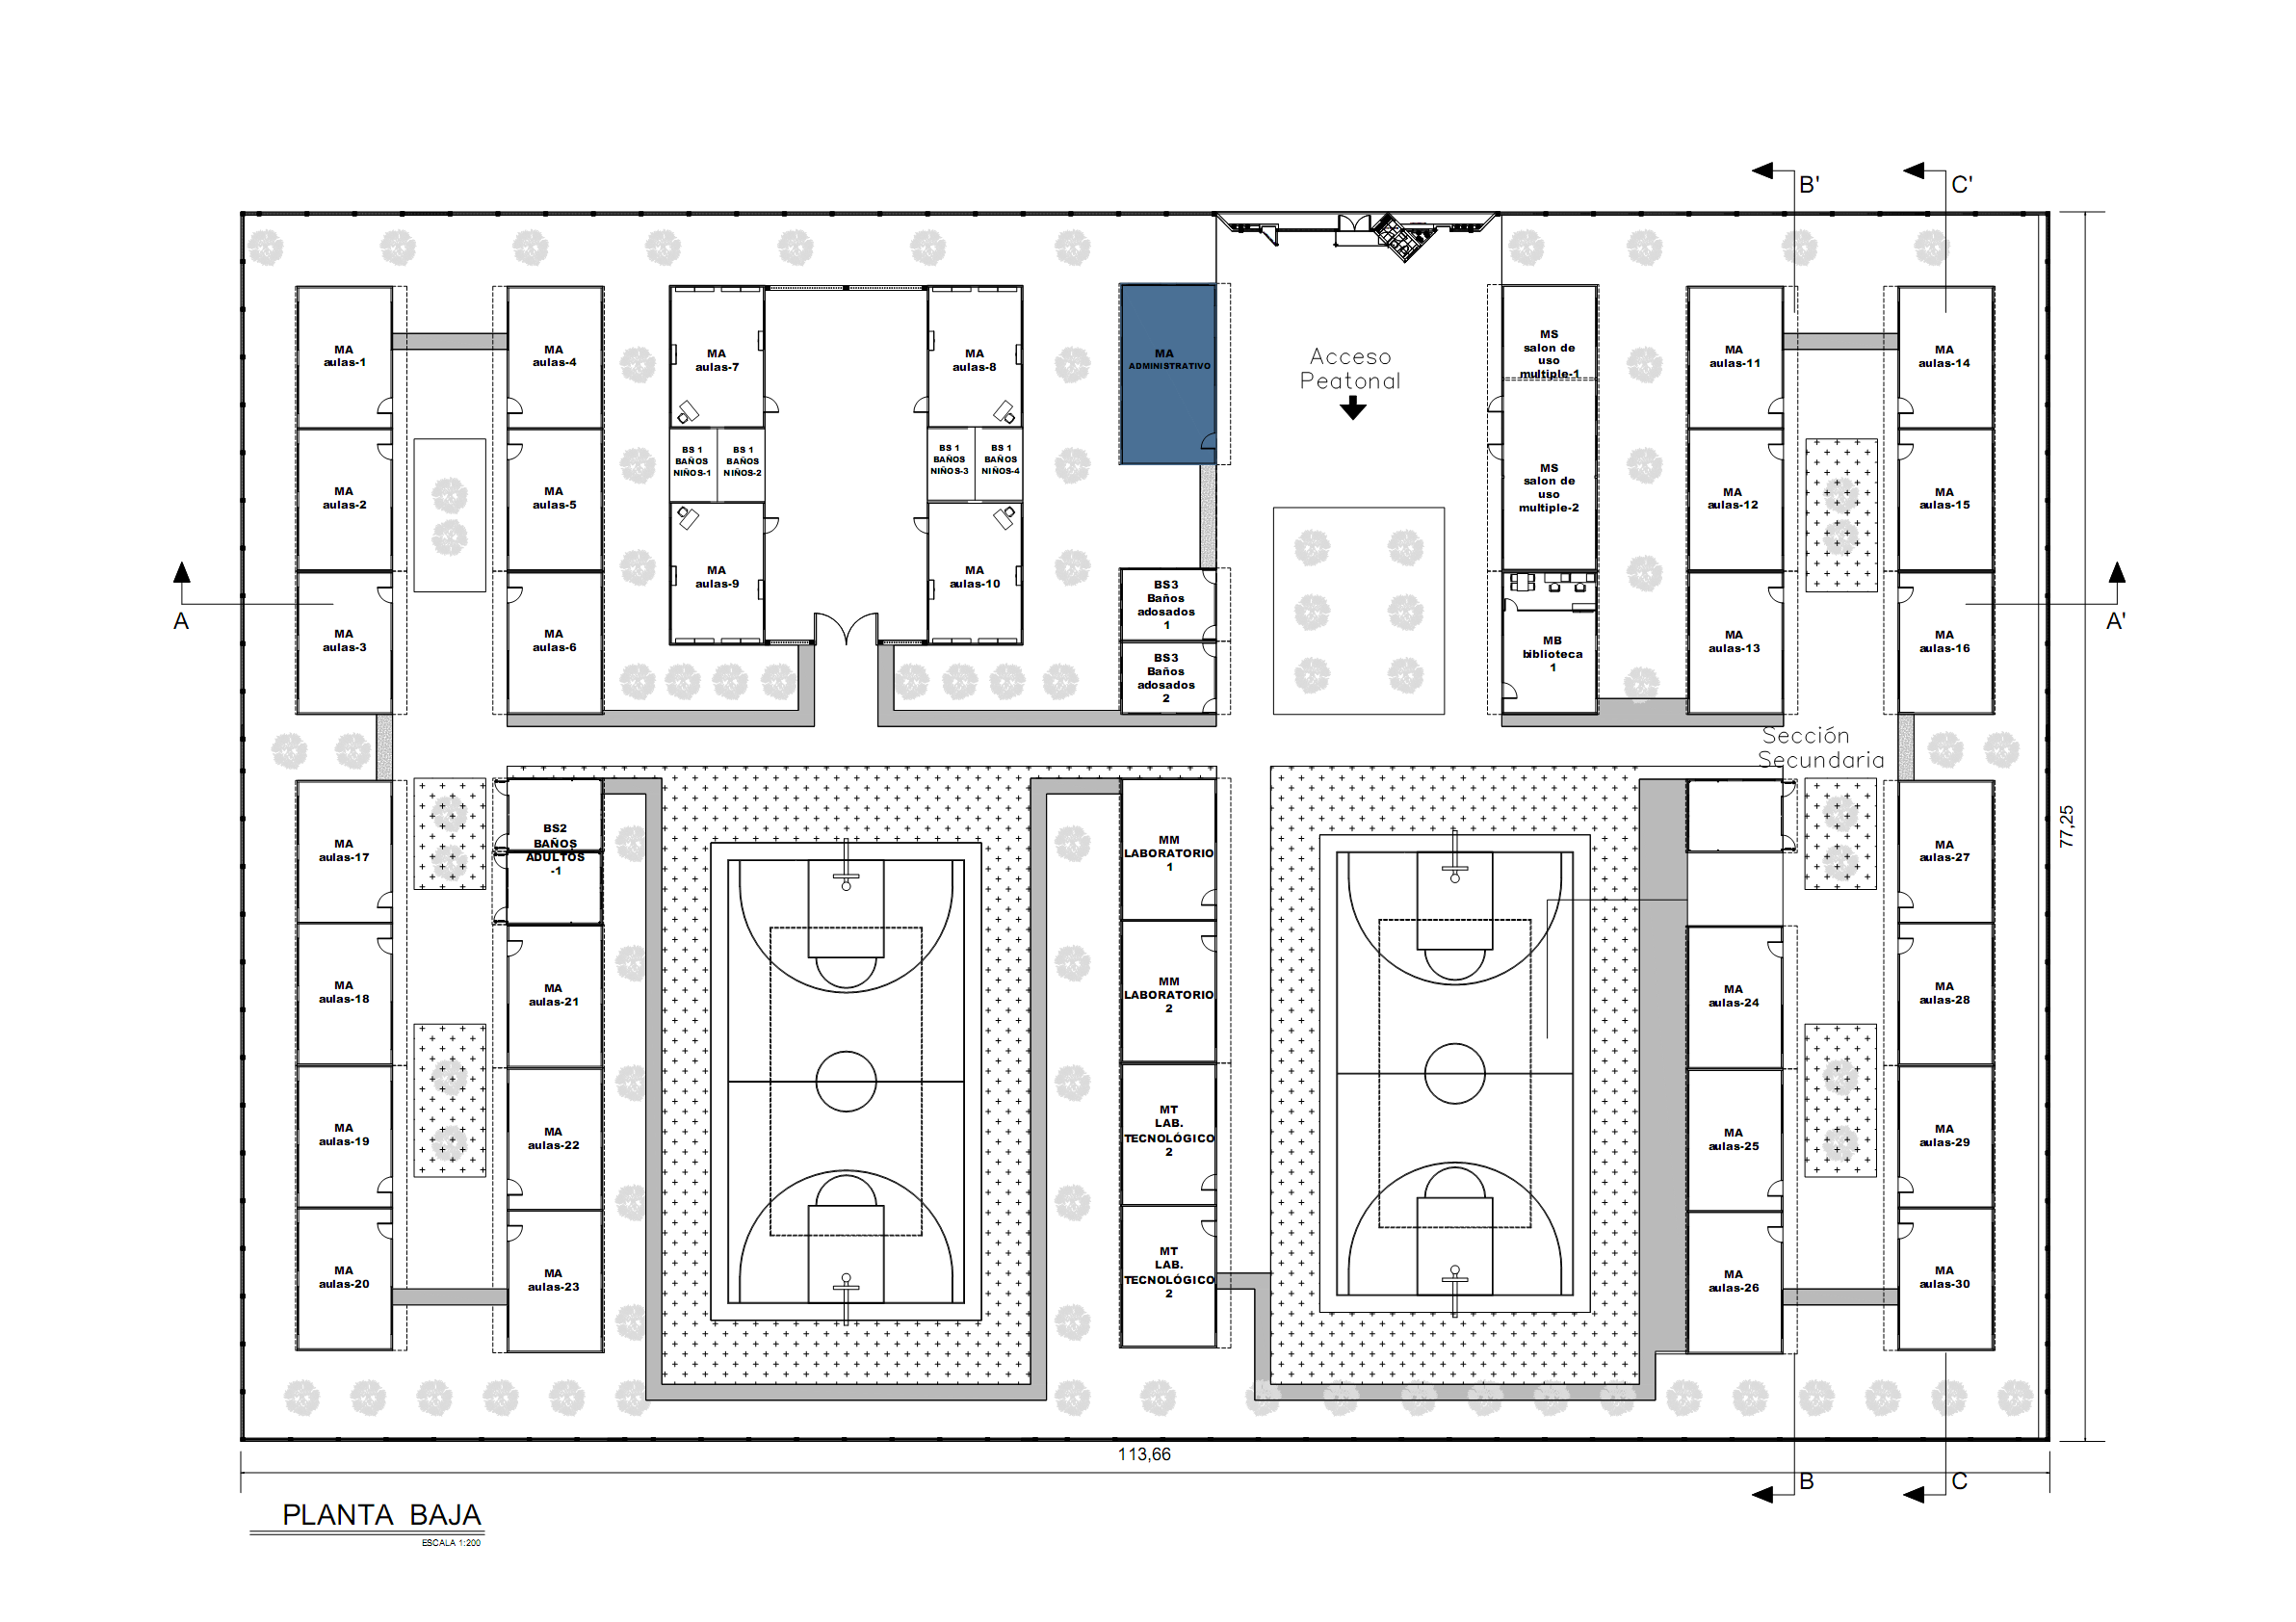 B'
C'
MA
aulas-1
MA
aulas-4
MA
aulas-7
MA
aulas-8
MA
ADMINISTRATIVO
Acceso
Peatonal
MS
salon de
uso
multiple-1
MA
aulas-11
MA
aulas-14
BS 1
BAÑOS
NIÑOS-1
BS 1
BAÑOS
NIÑOS-2
BS 1
BAÑOS
NIÑOS-3
BS 1
BAÑOS
NIÑOS-4
MA
aulas-2
MA
aulas-5
MS
salon de
uso
multiple-2
MA
aulas-12
MA
aulas-15
A
MA
aulas-3
MA
aulas-6
MA
aulas-9
MA
aulas-10
BS3
Baños
adosados
1
BS3
Baños
adosados
2
MB
biblioteca
1
MA
aulas-13
MA
aulas-16
A'
Sección
Secundaria
77,25
MA
aulas-17
BS2
BAÑOS
ADULTOS
-1
MM
LABORATORIO
1
MA
aulas-27
MA
aulas-18
MA
aulas-21
MM
LABORATORIO
2
MA
aulas-24
MA
aulas-28
MA
aulas-19
MA
aulas-22
MT
LAB.
TECNOLÓGICO
2
MA
aulas-25
MA
aulas-29
MA
aulas-20
MA
aulas-23
MT
LAB.
TECNOLÓGICO
2
MA
aulas-26
MA
aulas-30
113,66
B
C
PLANTA BAJA
ESCALA 1:200